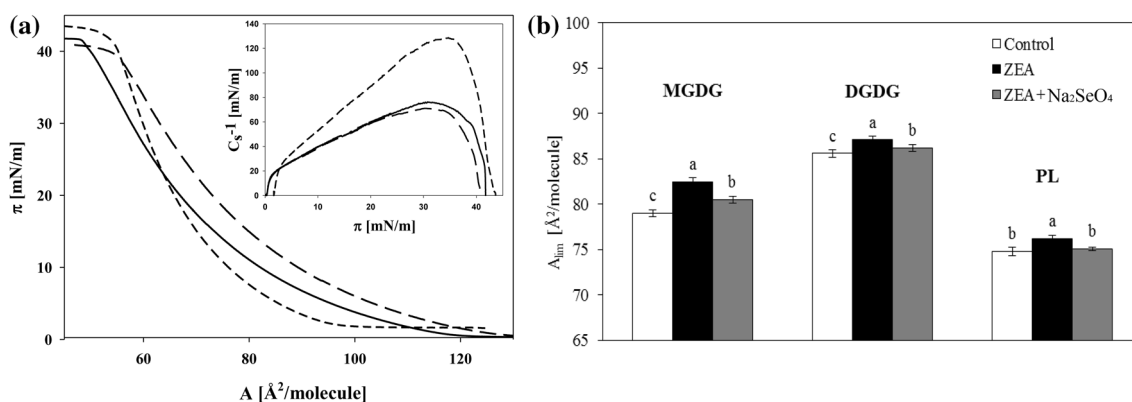 (a)
π [mN/m]
40
30
20
10
0
60
80
100
120
A [Å²/molecule]
Cs⁻¹ [mN/m]
140
120
100
80
60
40
20
0
0
10
20
30
40
π [mN/m]
(b)
A_lim [Å²/molecule]
100
95
90
85
80
75
70
65
Control
ZEA
ZEA+Na₂SeO₄
MGDG
DGDG
PL
c a b
c a b
b a b